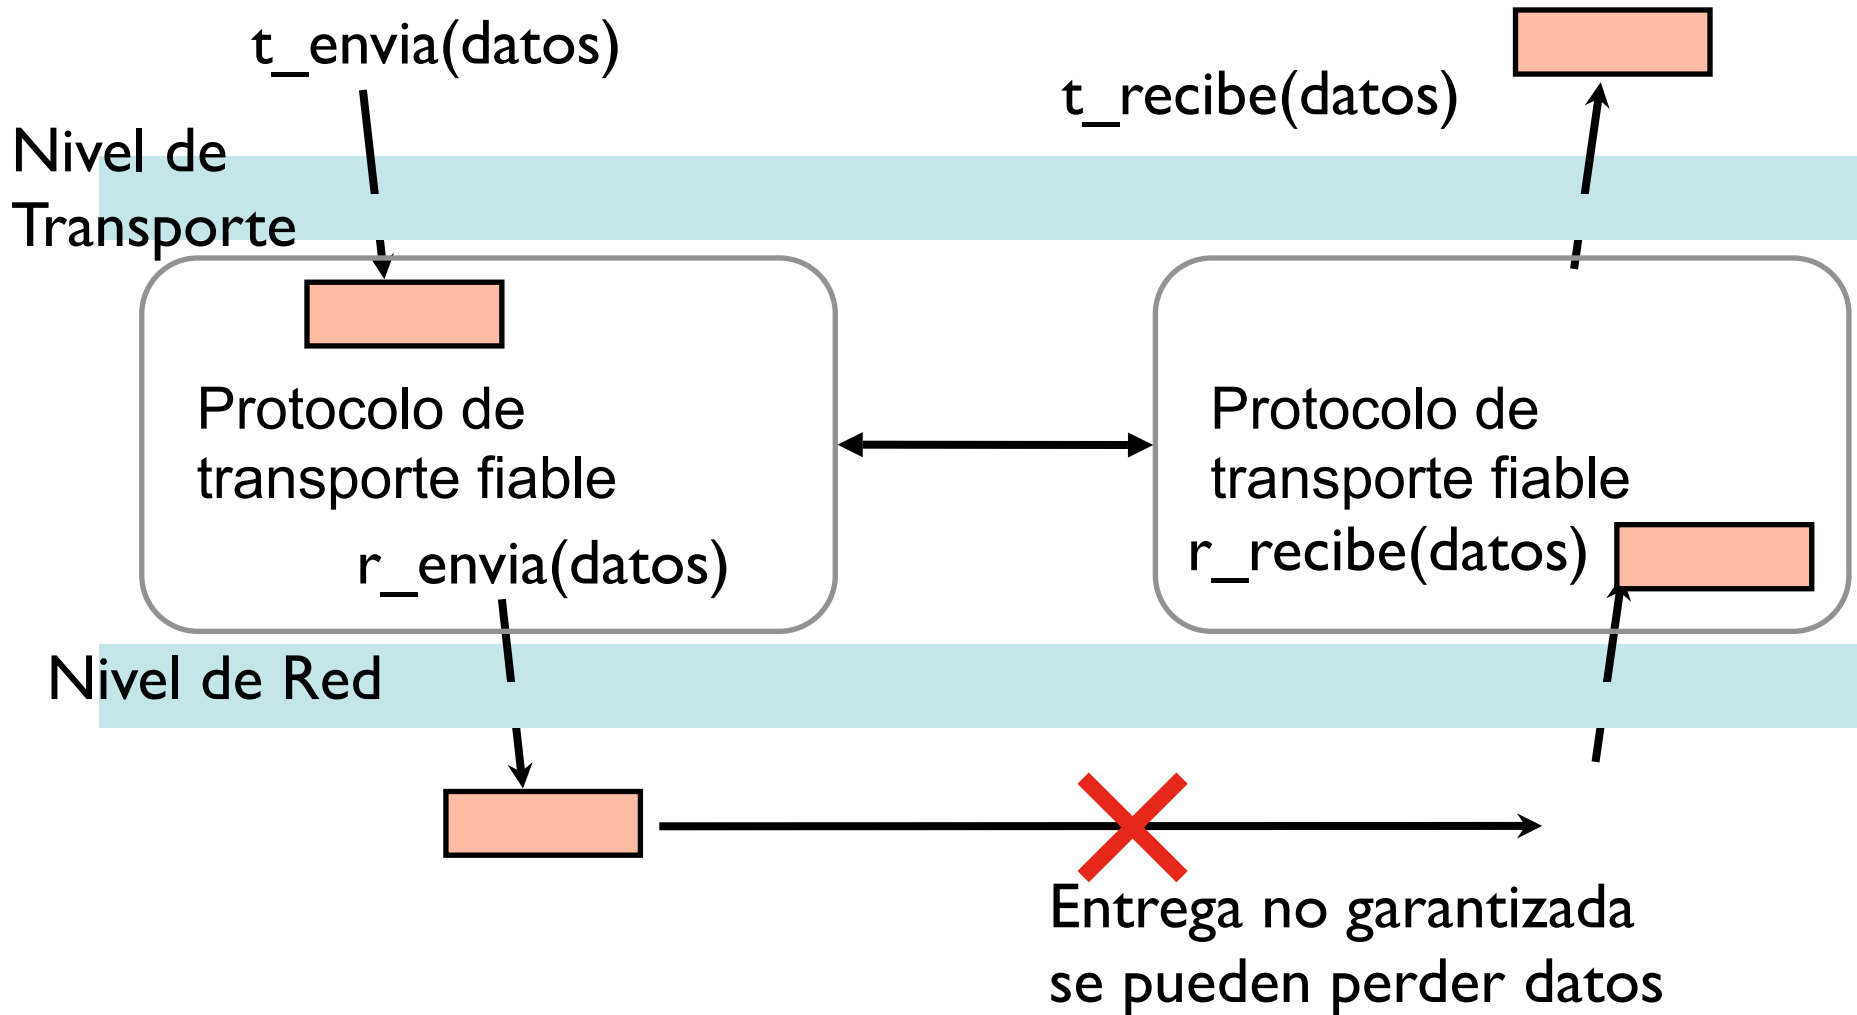 t_envia(datos)
t_recibe(datos)
Nivel de
Transporte
Protocolo de
transporte fiable
r_envia(datos)
Protocolo de
transporte fiable
r_recibe(datos)
Nivel de Red
Entrega no garantizada
se pueden perder datos